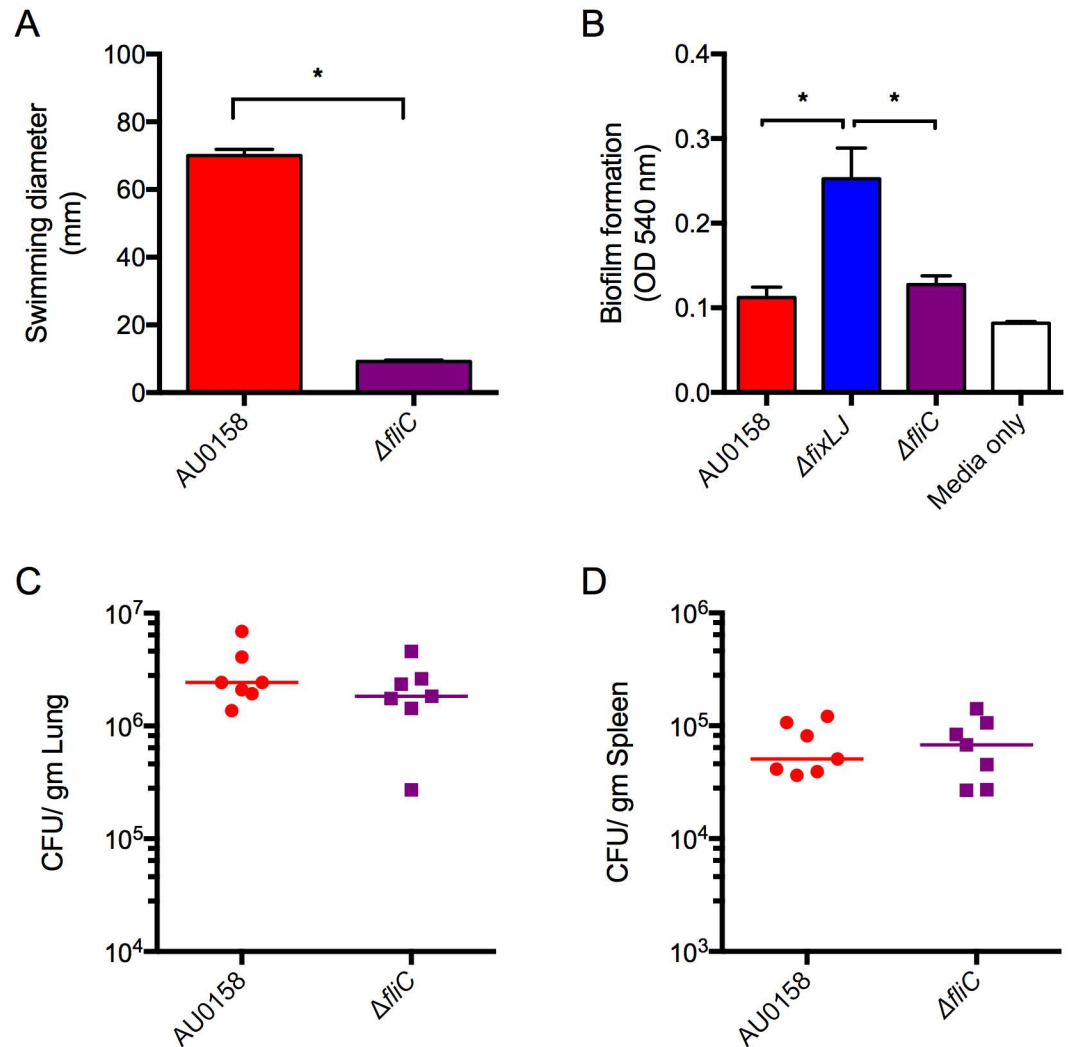 A
Swimming diameter
(mm)
100
80
60
40
20
0
*
AU0158
ΔfliC
B
Biofilm formation
(OD 540 nm)
0.4
0.3
0.2
0.1
0.0
*
*
AU0158
ΔfixLJ
ΔfliC
Media only
C
CFU/ gm Lung
10⁷
10⁶
10⁵
10⁴
AU0158
ΔfliC
D
CFU/ gm Spleen
10⁶
10⁵
10⁴
10³
AU0158
ΔfliC